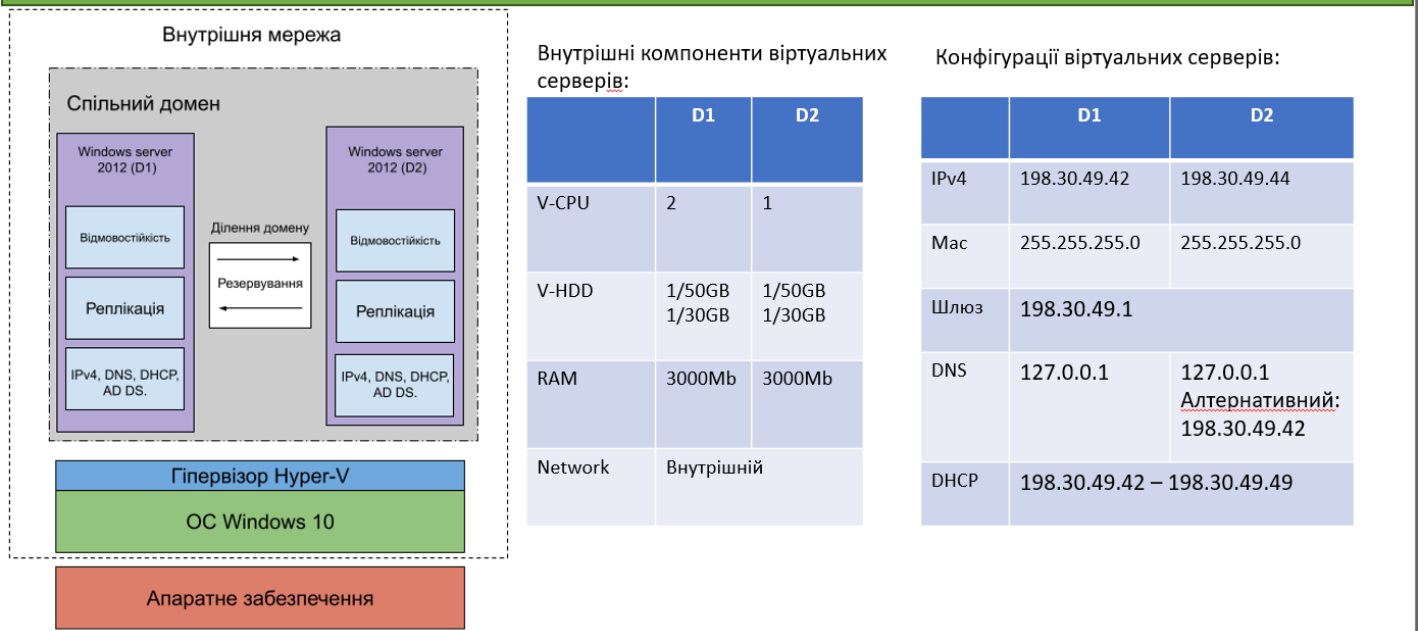 Внутрішня мережа
Спільний домен
Windows server
2012 (D1)
Відмовостійкість
Реплікація
IPv4, DNS, DHCP,
AD DS.
Ділення домену
Резервування
Windows server
2012 (D2)
Відмовостійкість
Реплікація
IPv4, DNS, DHCP,
AD DS.
Гіпервізор Hyper-V
ОС Windows 10
Апаратне забезпечення
Внутрішні компоненти віртуальних
серверів:
D1 D2
V-CPU 2 1
V-HDD 1/50GB 1/50GB
1/30GB 1/30GB
RAM 3000Mb 3000Mb
Network Внутрішній
Конфігурації віртуальних серверів:
D1 D2
IPv4 198.30.49.42 198.30.49.44
Mac 255.255.255.0 255.255.255.0
Шлюз 198.30.49.1
DNS 127.0.0.1 127.0.0.1
Алтернативний:
198.30.49.42
DHCP 198.30.49.42 – 198.30.49.49